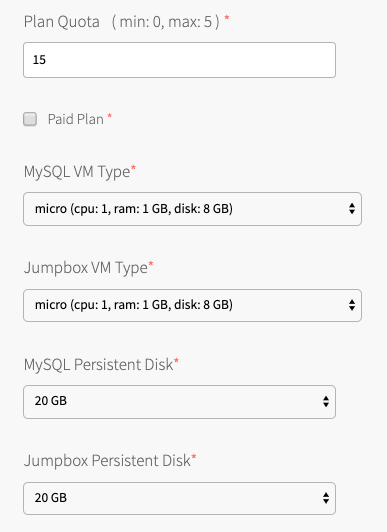 Plan Quota ( min: 0, max: 5 ) *
15
Paid Plan *
MySQL VM Type*
micro (cpu: 1, ram: 1 GB, disk: 8 GB)
Jumpbox VM Type*
micro (cpu: 1, ram: 1 GB, disk: 8 GB)
MySQL Persistent Disk*
20 GB
Jumpbox Persistent Disk*
20 GB